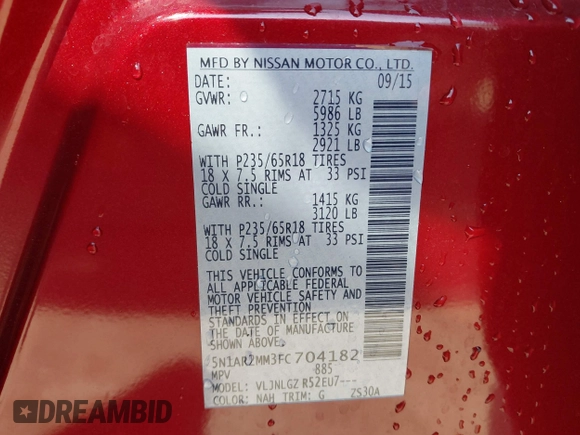 MFD BY NISSAN MOTOR CO., LTD.
DATE: 09/15
GVWR: 2715 KG
5986 LB
GAWR FR.: 1325 KG
2921 LB
WITH P235/65R18 TIRES
18 X 7.5 RIMS AT 33 PSI
COLD SINGLE
GAWR RR.: 1415 KG
3120 LB
WITH P235/65R18 TIRES
18 X 7.5 RIMS AT 33 PSI
COLD SINGLE
THIS VEHICLE CONFORMS TO
ALL APPLICABLE FEDERAL
MOTOR VEHICLE SAFETY AND
THEFT PREVENTION
STANDARDS IN EFFECT ON
THE DATE OF MANUFACTURE
SHOWN ABOVE.
5N1AR2MM3FC704182
MPV 885
MODEL: VLJNLGZ R52EU7---
COLOR: NAH TRIM: G ZS30A
DREAMBID
CARS FROM USA